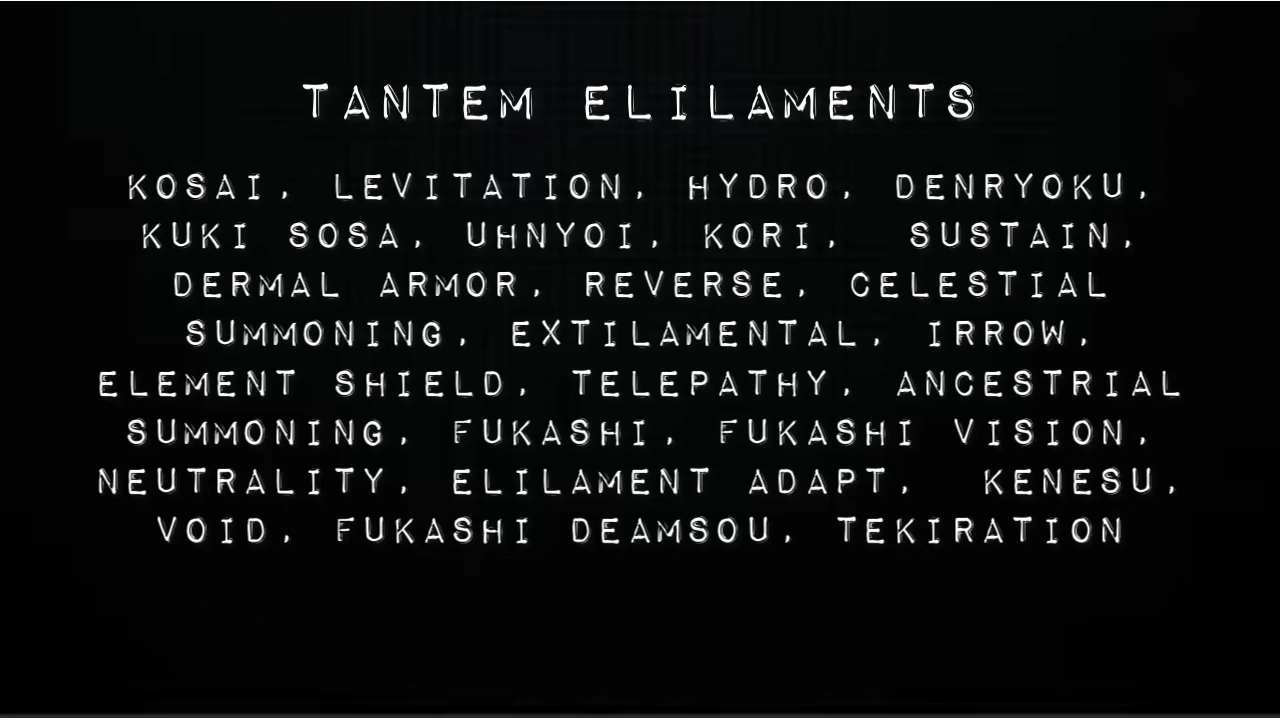 TANTEM ELILAMENTS
KOSAI, LEVITATION, HYDRO, DENRYOKU,
KUKI SOSA, UHNYOI, KORI, SUSTAIN,
DERMAL ARMOR, REVERSE, CELESTIAL
SUMMONING, EXTILAMENTAL, IRROW,
ELEMENT SHIELD, TELEPATHY, ANCESTRIAL
SUMMONING, FUKASHI, FUKASHI VISION,
NEUTRALITY, ELILAMENT ADAPT, KENESU,
VOID, FUKASHI DEAMSOU, TEKIRATION